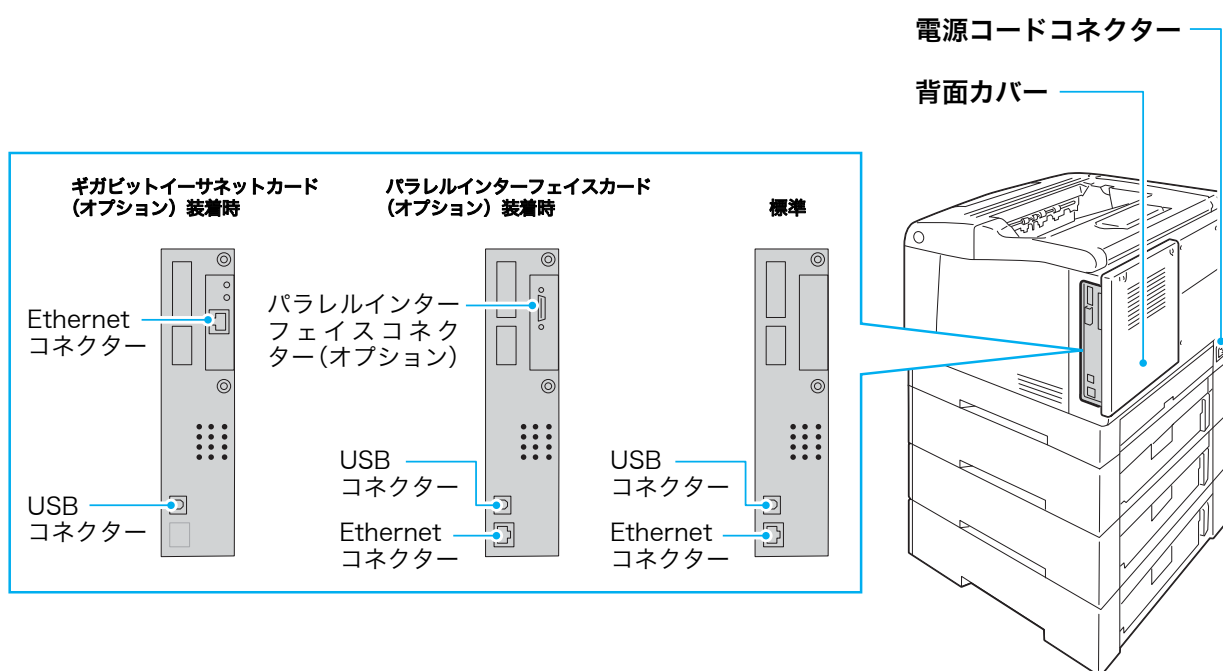 電源コードコネクター
背面カバー
ギガビットイーサネットカード
（オプション）装着時
Ethernet
コネクター
USB
コネクター
パラレルインターフェイスカード
（オプション）装着時
パラレルインター
フェイスコネク
ター（オプション）
USB
コネクター
Ethernet
コネクター
標準
USB
コネクター
Ethernet
コネクター